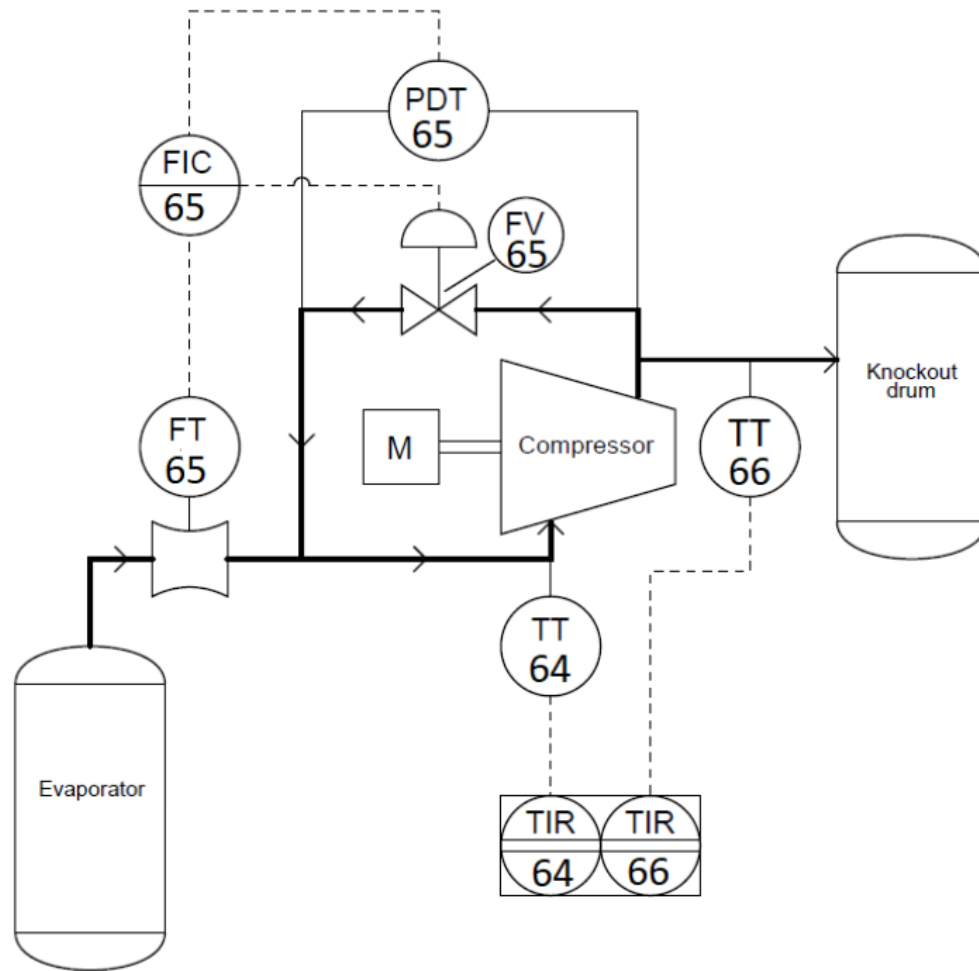 PDT
65
FIC
65
FV
65
FT
65
M
Compressor
TT
66
Knockout
drum
TT
64
Evaporator
TIR
64
TIR
66